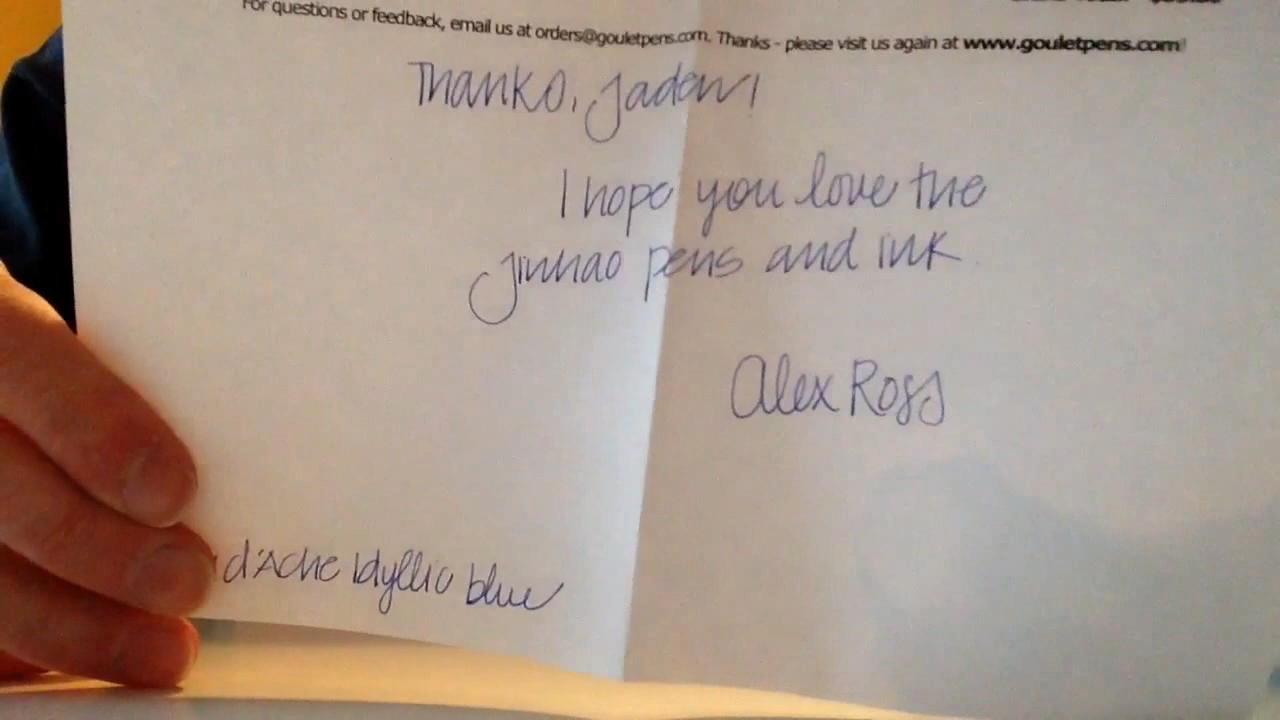 For questions or feedback, email us at orders@gouletpens.com. Thanks - please visit us again at www.gouletpens.com!
Thanks, Jaden!
I hope you love the
Jinhao pens and ink
Alex Ross
d'Ache Idyllic blue